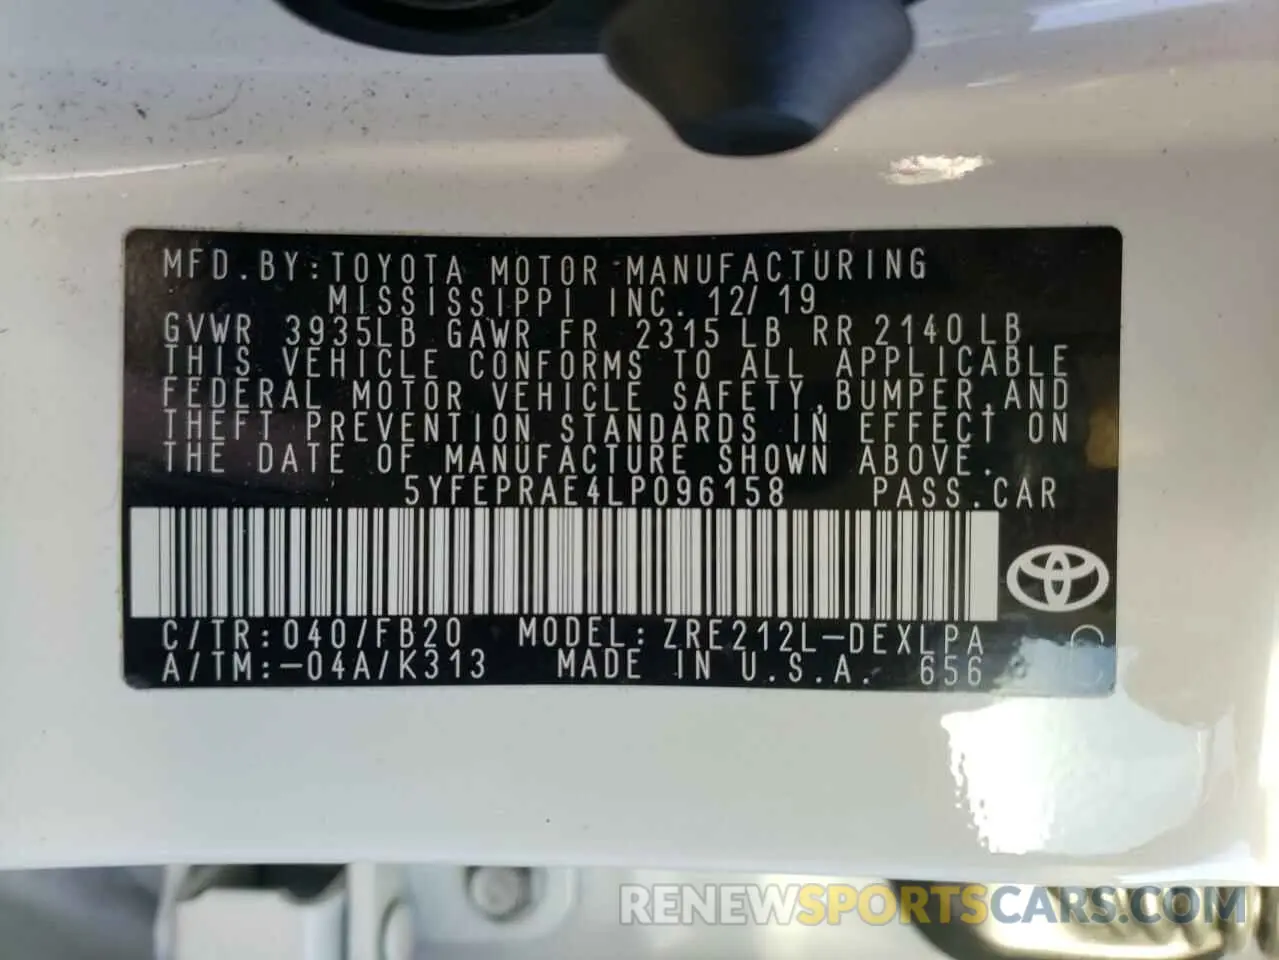 MFD.BY:TOYOTA MOTOR MANUFACTURING
MISSISSIPPI INC. 12/19
GVWR 3935LB GAWR FR 2315 LB RR 2140 LB
THIS VEHICLE CONFORMS TO ALL APPLICABLE
FEDERAL MOTOR VEHICLE SAFETY,BUMPER,AND
THEFT PREVENTION STANDARDS IN EFFECT ON
THE DATE OF MANUFACTURE SHOWN ABOVE.
5YFEPRAE4LP096158 PASS.CAR
C/TR:040/FB20 MODEL:ZRE212L-DEXLPA
A/TM:-04A/K313 MADE IN U.S.A. 656
RENEWSPORTSCARS.COM